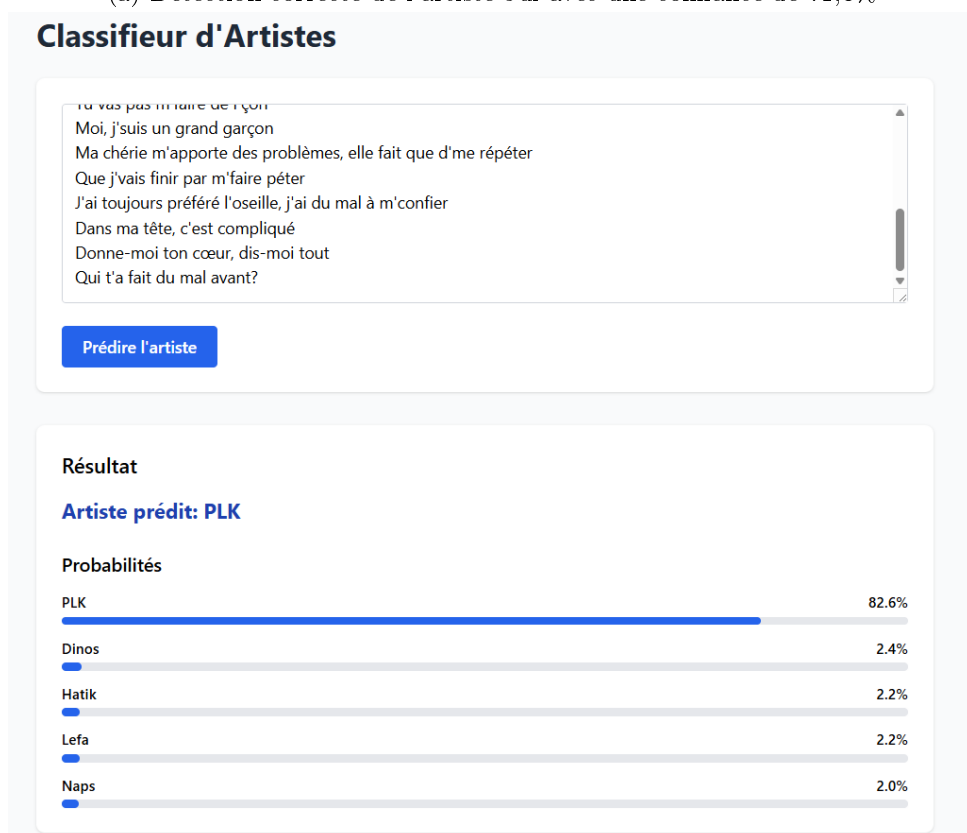 Classifieur d'Artistes
Moi, j'suis un grand garçon
Ma chérie m'apporte des problèmes, elle fait que d'me répéter
Que j'vais finir par m'faire péter
J'ai toujours préféré l'oseille, j'ai du mal à m'confier
Dans ma tête, c'est compliqué
Donne-moi ton cœur, dis-moi tout
Qui t'a fait du mal avant?
Prédire l'artiste
Résultat
Artiste prédit: PLK
Probabilités
PLK 82.6%
Dinos 2.4%
Hatik 2.2%
Lefa 2.2%
Naps 2.0%